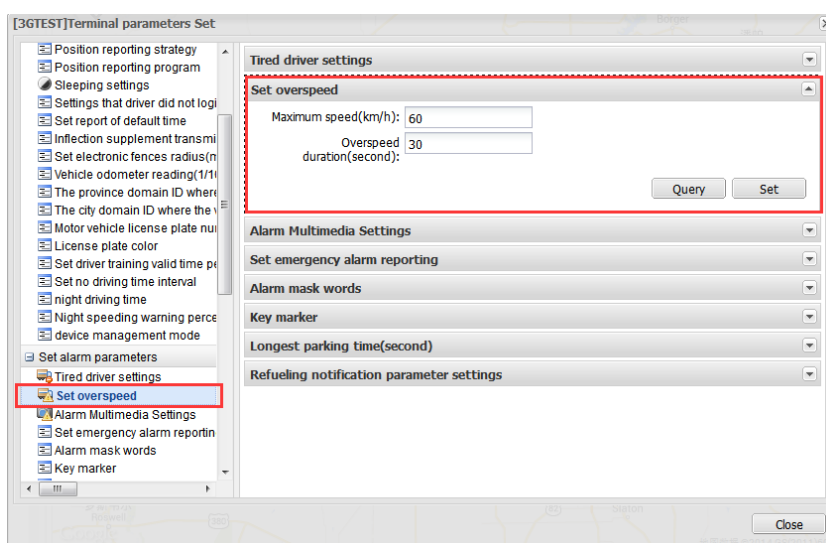 [3GTEST]Terminal parameters Set
Position reporting strategy
Position reporting program
Sleeping settings
Settings that driver did not logi
Set report of default time
Inflection supplement transmi
Set electronic fences radius(m
Vehicle odometer reading(1/1
The province domain ID where
The city domain ID where the
Motor vehicle license plate nu
License plate color
Set driver training valid time pe
Set no driving time interval
night driving time
Night speeding warning perce
device management mode
Set alarm parameters
Tired driver settings
Set overspeed
Alarm Multimedia Settings
Set emergency alarm reportin
Alarm mask words
Key marker
Tired driver settings
Set overspeed
Maximum speed(km/h): 60
Overspeed duration(second): 30
Query Set
Alarm Multimedia Settings
Set emergency alarm reporting
Alarm mask words
Key marker
Longest parking time(second)
Refueling notification parameter settings
Close